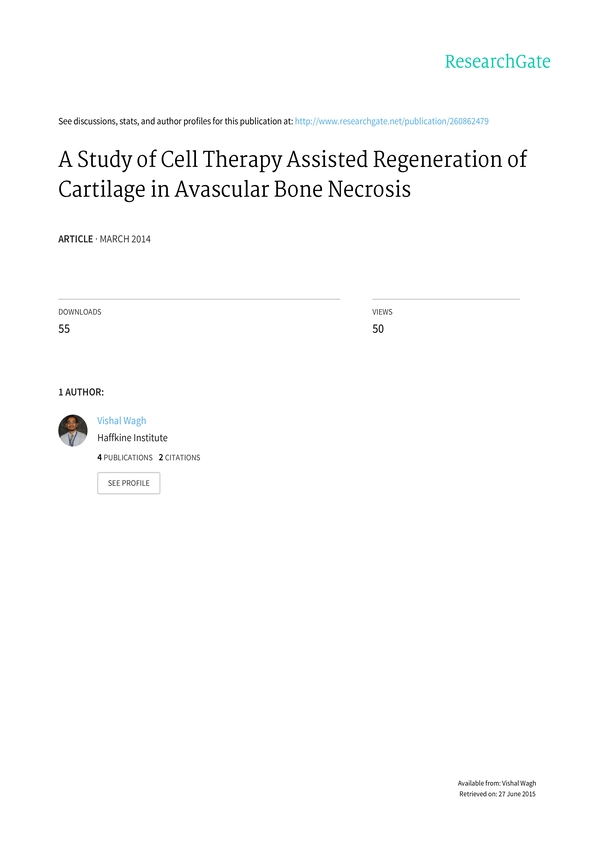 ResearchGate
See discussions, stats, and author profiles for this publication at: http://www.researchgate.net/publication/260862479
A Study of Cell Therapy Assisted Regeneration of
Cartilage in Avascular Bone Necrosis
ARTICLE · MARCH 2014
DOWNLOADS
55
VIEWS
50
1 AUTHOR:
Vishal Wagh
Haffkine Institute
4 PUBLICATIONS 2 CITATIONS
SEE PROFILE
Available from: Vishal Wagh
Retrieved on: 27 June 2015